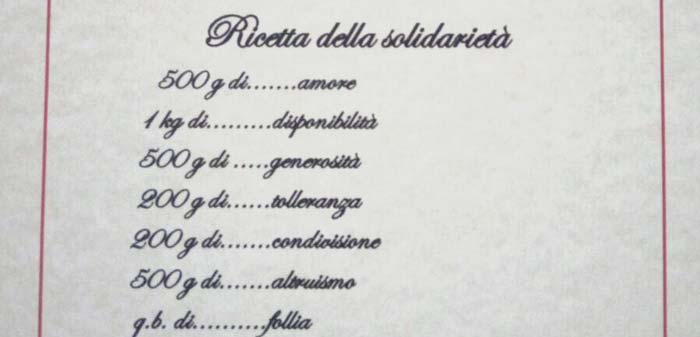 Ricetta della solidarietà
500 g di.......amore
1 kg di.........disponibilità
500 g di .....generosità
200 g di......tolleranza
200 g di.......condivisione
500 g di.......altruismo
q.b. di..........follia